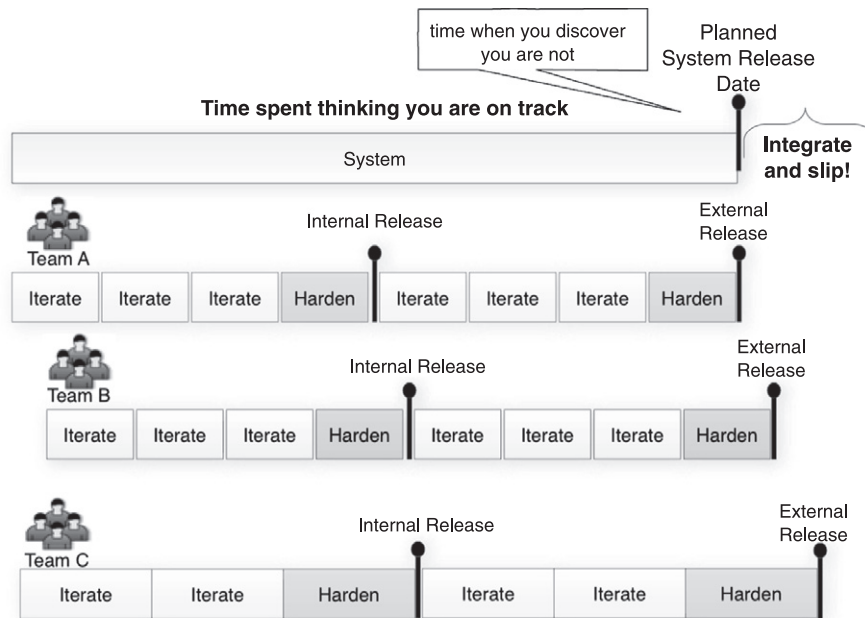 time when you discover
you are not
Planned
System Release
Date
Time spent thinking you are on track
Integrate
and slip!
System
Internal Release
External
Release
Team A
Iterate Iterate Iterate Harden Iterate Iterate Iterate Harden
Internal Release
External
Release
Team B
Iterate Iterate Iterate Harden Iterate Iterate Iterate Harden
Internal Release
External
Release
Team C
Iterate Iterate Harden Iterate Iterate Harden